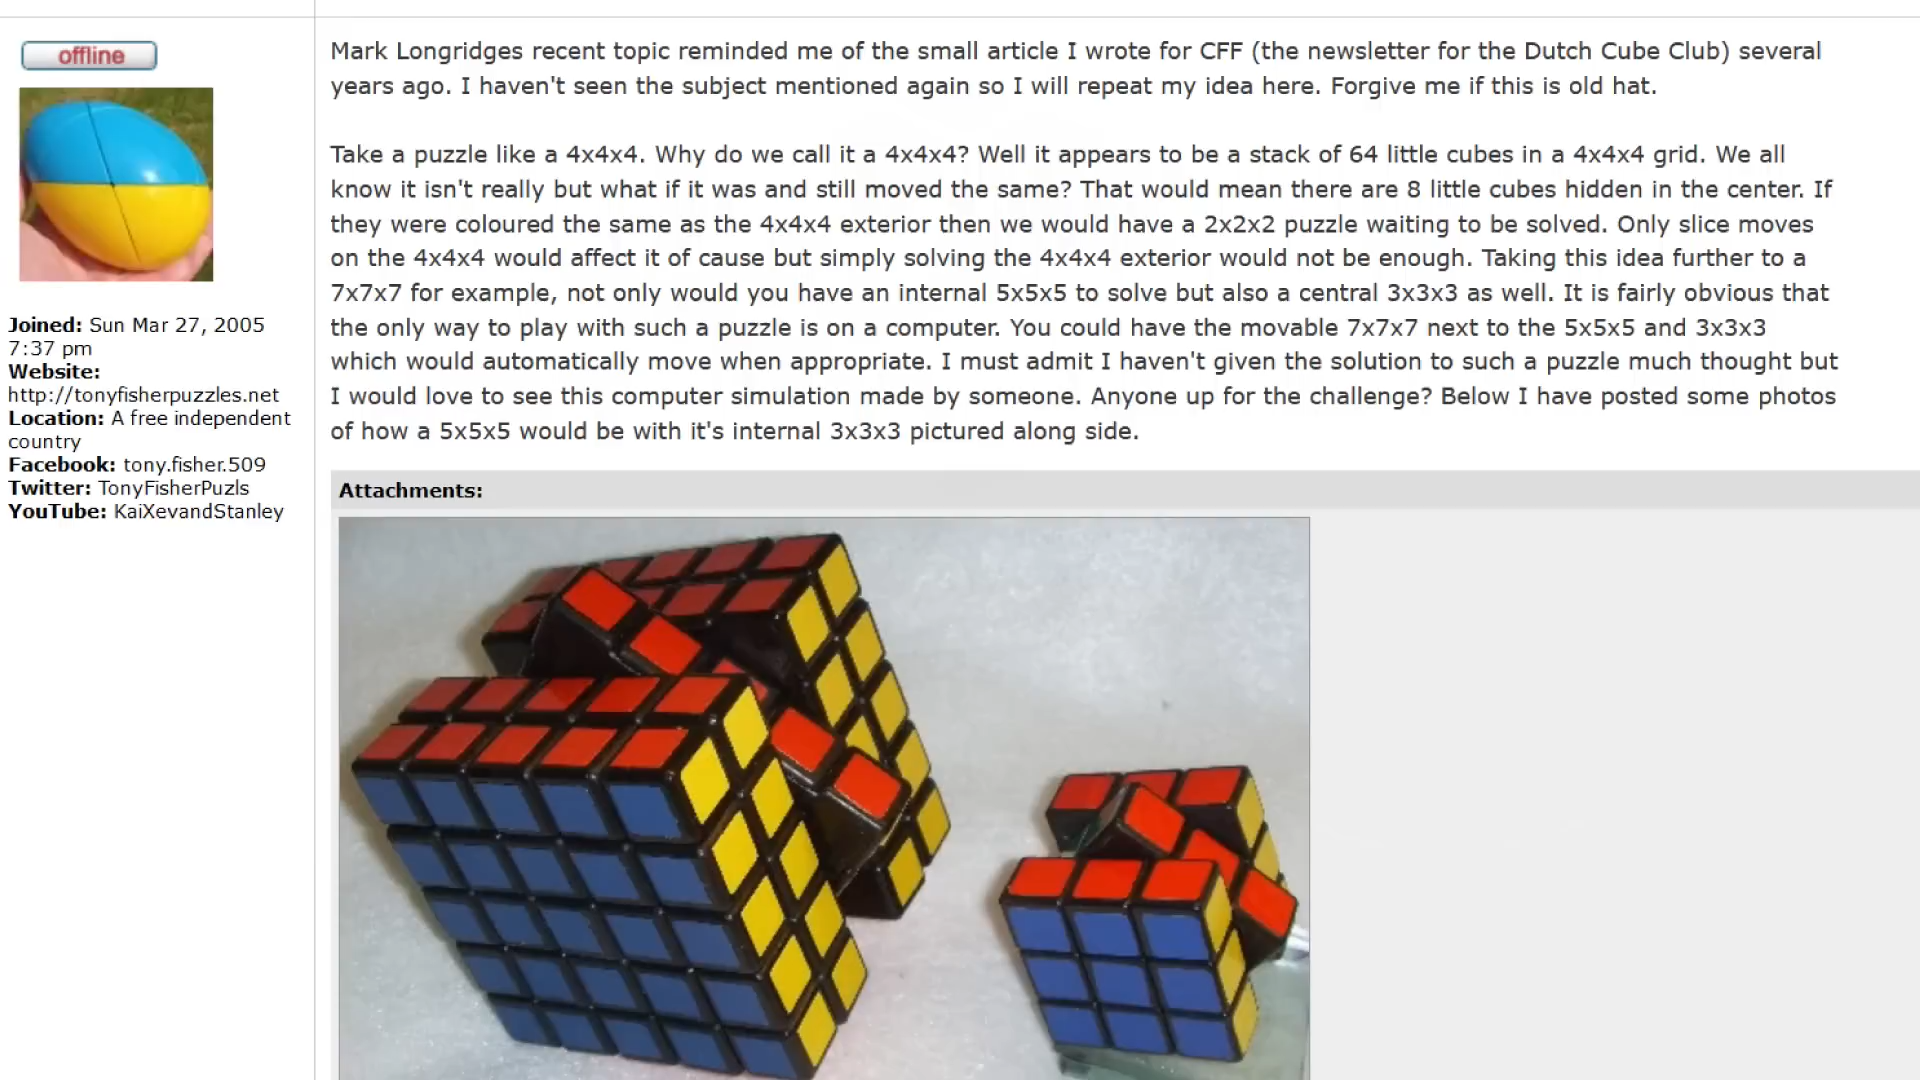 offline
Joined: Sun Mar 27, 2005
7:37 pm
Website:
http://tonyfisherpuzzles.net
Location: A free independent
country
Facebook: tony.fisher.509
Twitter: TonyFisherPuzls
YouTube: KaiXevandStanley
Mark Longridges recent topic reminded me of the small article I wrote for CFF (the newsletter for the Dutch Cube Club) several
years ago. I haven't seen the subject mentioned again so I will repeat my idea here. Forgive me if this is old hat.
Take a puzzle like a 4x4x4. Why do we call it a 4x4x4? Well it appears to be a stack of 64 little cubes in a 4x4x4 grid. We all
know it isn't really but what if it was and still moved the same? That would mean there are 8 little cubes hidden in the center. If
they were coloured the same as the 4x4x4 exterior then we would have a 2x2x2 puzzle waiting to be solved. Only slice moves
on the 4x4x4 would affect it of cause but simply solving the 4x4x4 exterior would not be enough. Taking this idea further to a
7x7x7 for example, not only would you have an internal 5x5x5 to solve but also a central 3x3x3 as well. It is fairly obvious that
the only way to play with such a puzzle is on a computer. You could have the movable 7x7x7 next to the 5x5x5 and 3x3x3
which would automatically move when appropriate. I must admit I haven't given the solution to such a puzzle much thought but
I would love to see this computer simulation made by someone. Anyone up for the challenge? Below I have posted some photos
of how a 5x5x5 would be with it's internal 3x3x3 pictured along side.
Attachments: